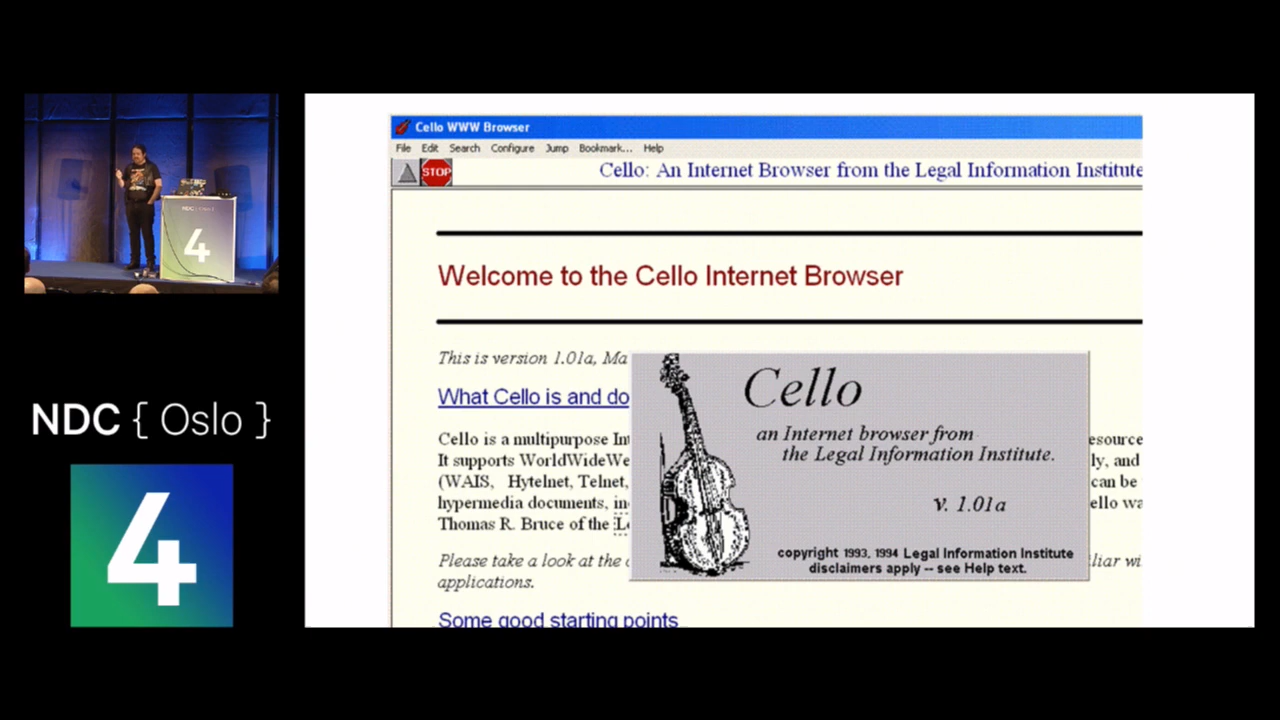 NDC { Oslo }
4
NDC { Oslo }
4
Cello WWW Browser
File Edit Search Configure Jump Bookmark... Help
STOP
Cello: An Internet Browser from the Legal Information Institute
Welcome to the Cello Internet Browser
This is version 1.01a, Ma
What Cello is and do
Cello is a multipurpose Int
esource
It supports WorldWideWe
ly, and
(WAIS, Hytelnet, Telnet,
can be
hypermedia documents, in
ello wa
Thomas R. Bruce of the Le
Please take a look at the
liar wi
applications.
Some good starting points
Cello
an Internet browser from
the Legal Information Institute.
v. 1.01a
copyright 1993, 1994 Legal Information Institute
disclaimers apply -- see Help text.